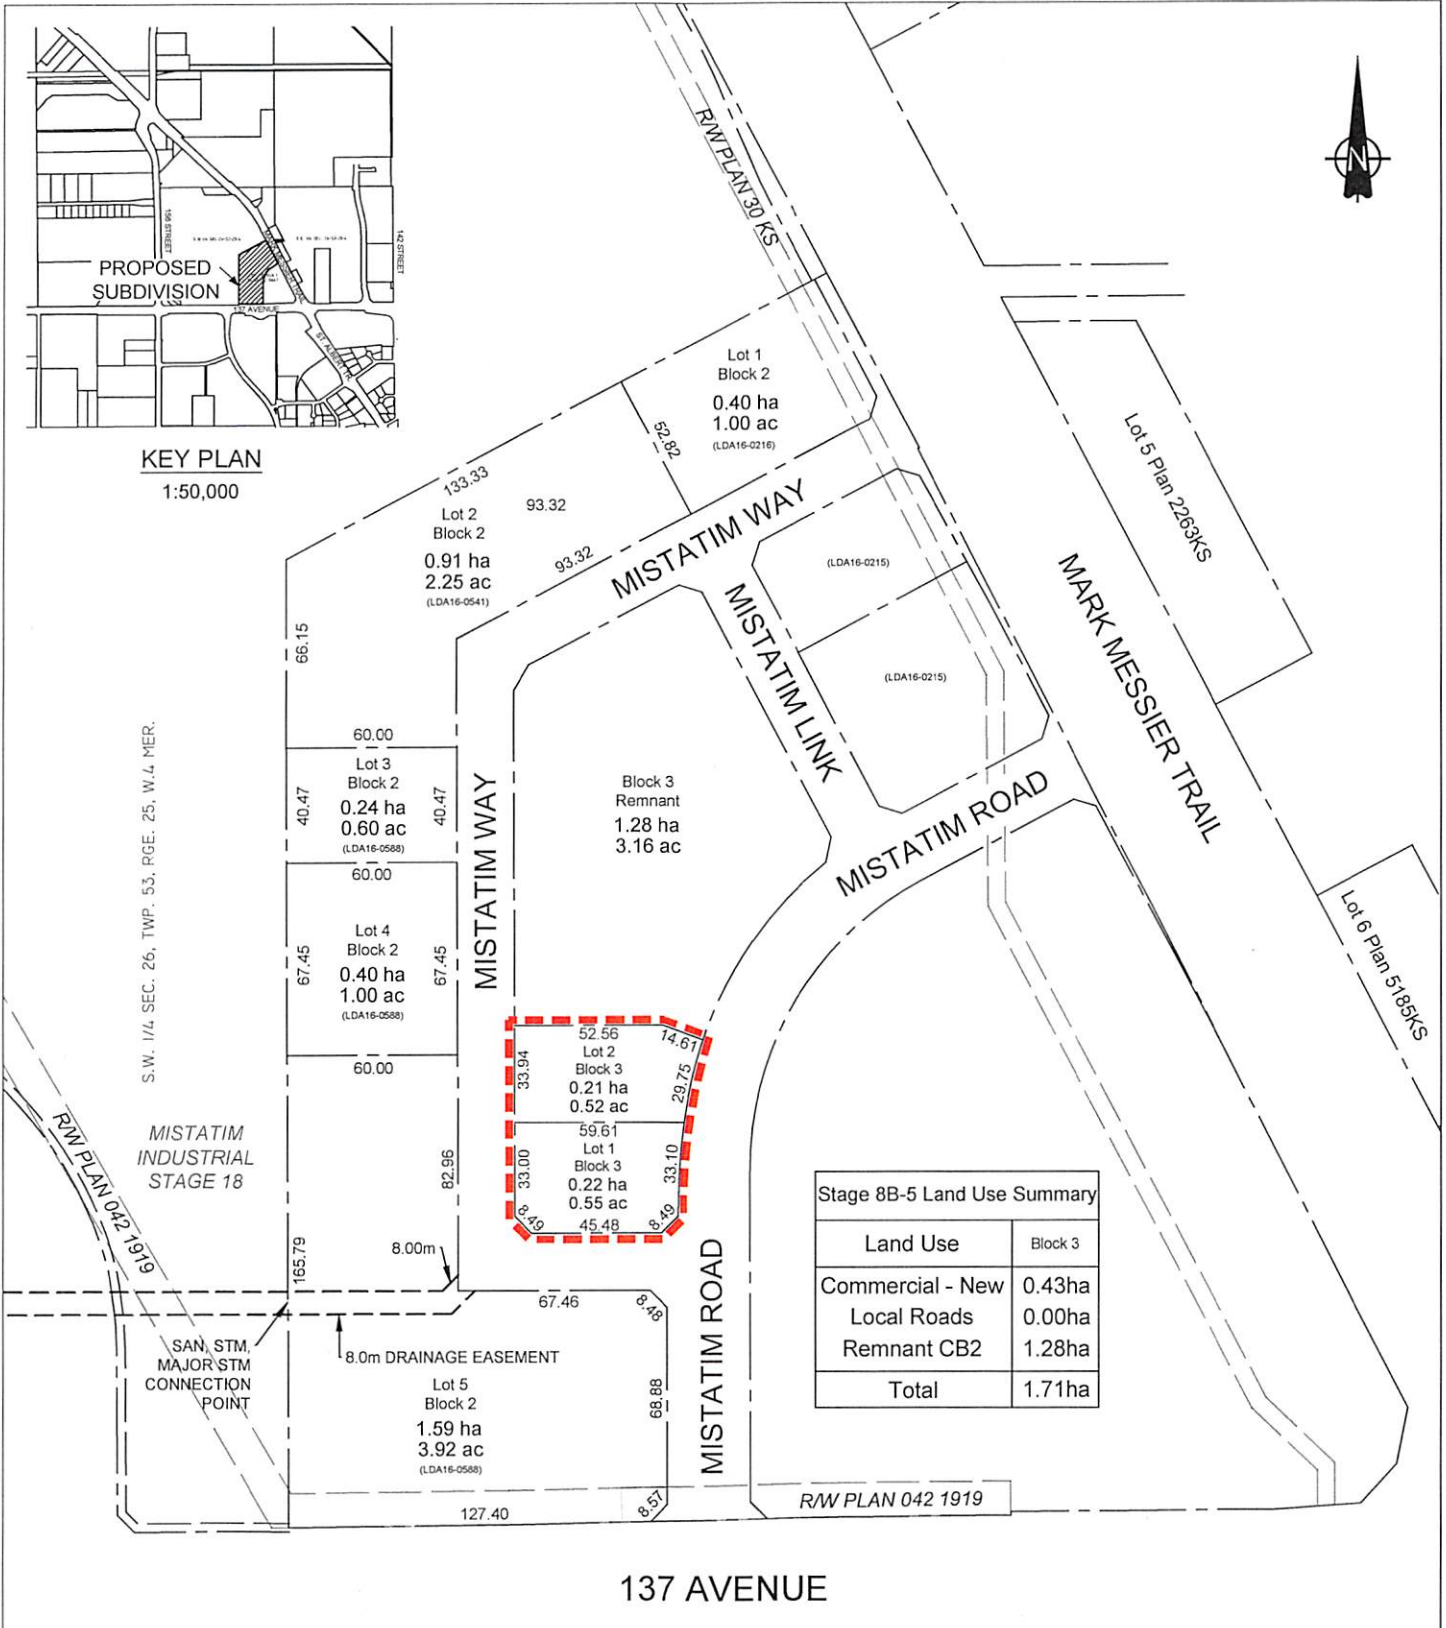 156 STREET
142 STREET
MARK MESSIER TRAIL
PROPOSED
SUBDIVISION
137 AVENUE
ST. ALBERT TR.
KEY PLAN
1:50,000
N
R/W PLAN 30 KS
Lot 1
Block 2
0.40 ha
1.00 ac
(LDA16-0216)
52.82
133.33
Lot 2
Block 2
93.32
0.91 ha
2.25 ac
(LDA16-0541)
93.32
66.15
MISTATIM WAY
MISTATIM LINK
(LDA16-0215)
(LDA16-0215)
Lot 5 Plan 2263KS
MARK MESSIER TRAIL
Lot 6 Plan 5185KS
MISTATIM ROAD
S.W. 1/4 SEC. 26, TWP. 53, RGE. 25, W.4 MER.
60.00
Lot 3
Block 2
40.47
0.24 ha
0.60 ac
40.47
(LDA16-0588)
60.00
Lot 4
Block 2
67.45
0.40 ha
1.00 ac
67.45
(LDA16-0588)
60.00
MISTATIM WAY
Block 3
Remnant
1.28 ha
3.16 ac
52.56
14.61
33.94
Lot 2
Block 3
0.21 ha
0.52 ac
29.75
59.61
33.00
Lot 1
Block 3
0.22 ha
0.55 ac
33.10
8.49
45.48
8.49
MISTATIM
INDUSTRIAL
STAGE 18
R/W PLAN 042 1919
82.96
165.79
8.00m
67.46
8.48
SAN, STM,
MAJOR STM
CONNECTION
POINT
8.0m DRAINAGE EASEMENT
Lot 5
Block 2
1.59 ha
3.92 ac
(LDA16-0588)
68.88
MISTATIM ROAD
8.57
127.40
R/W PLAN 042 1919
Stage 8B-5 Land Use Summary
Land Use Block 3
Commercial - New 0.43ha
Local Roads 0.00ha
Remnant CB2 1.28ha
Total 1.71ha
137 AVENUE